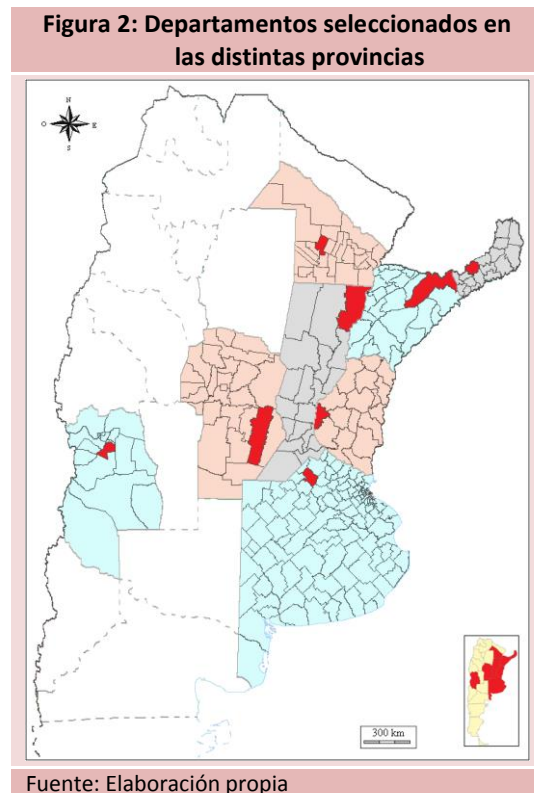 Figura 2: Departamentos seleccionados en
las distintas provincias
N
O E
S
300 km
Fuente: Elaboración propia